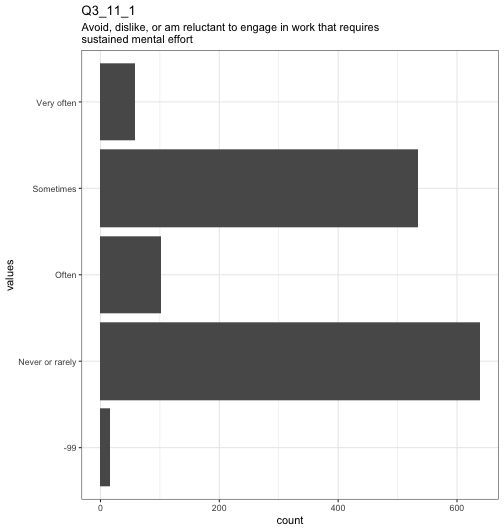 Q3_11_1
Avoid, dislike, or am reluctant to engage in work that requires
sustained mental effort
values
Very often
Sometimes
Often
Never or rarely
-99
0
200
400
600
count